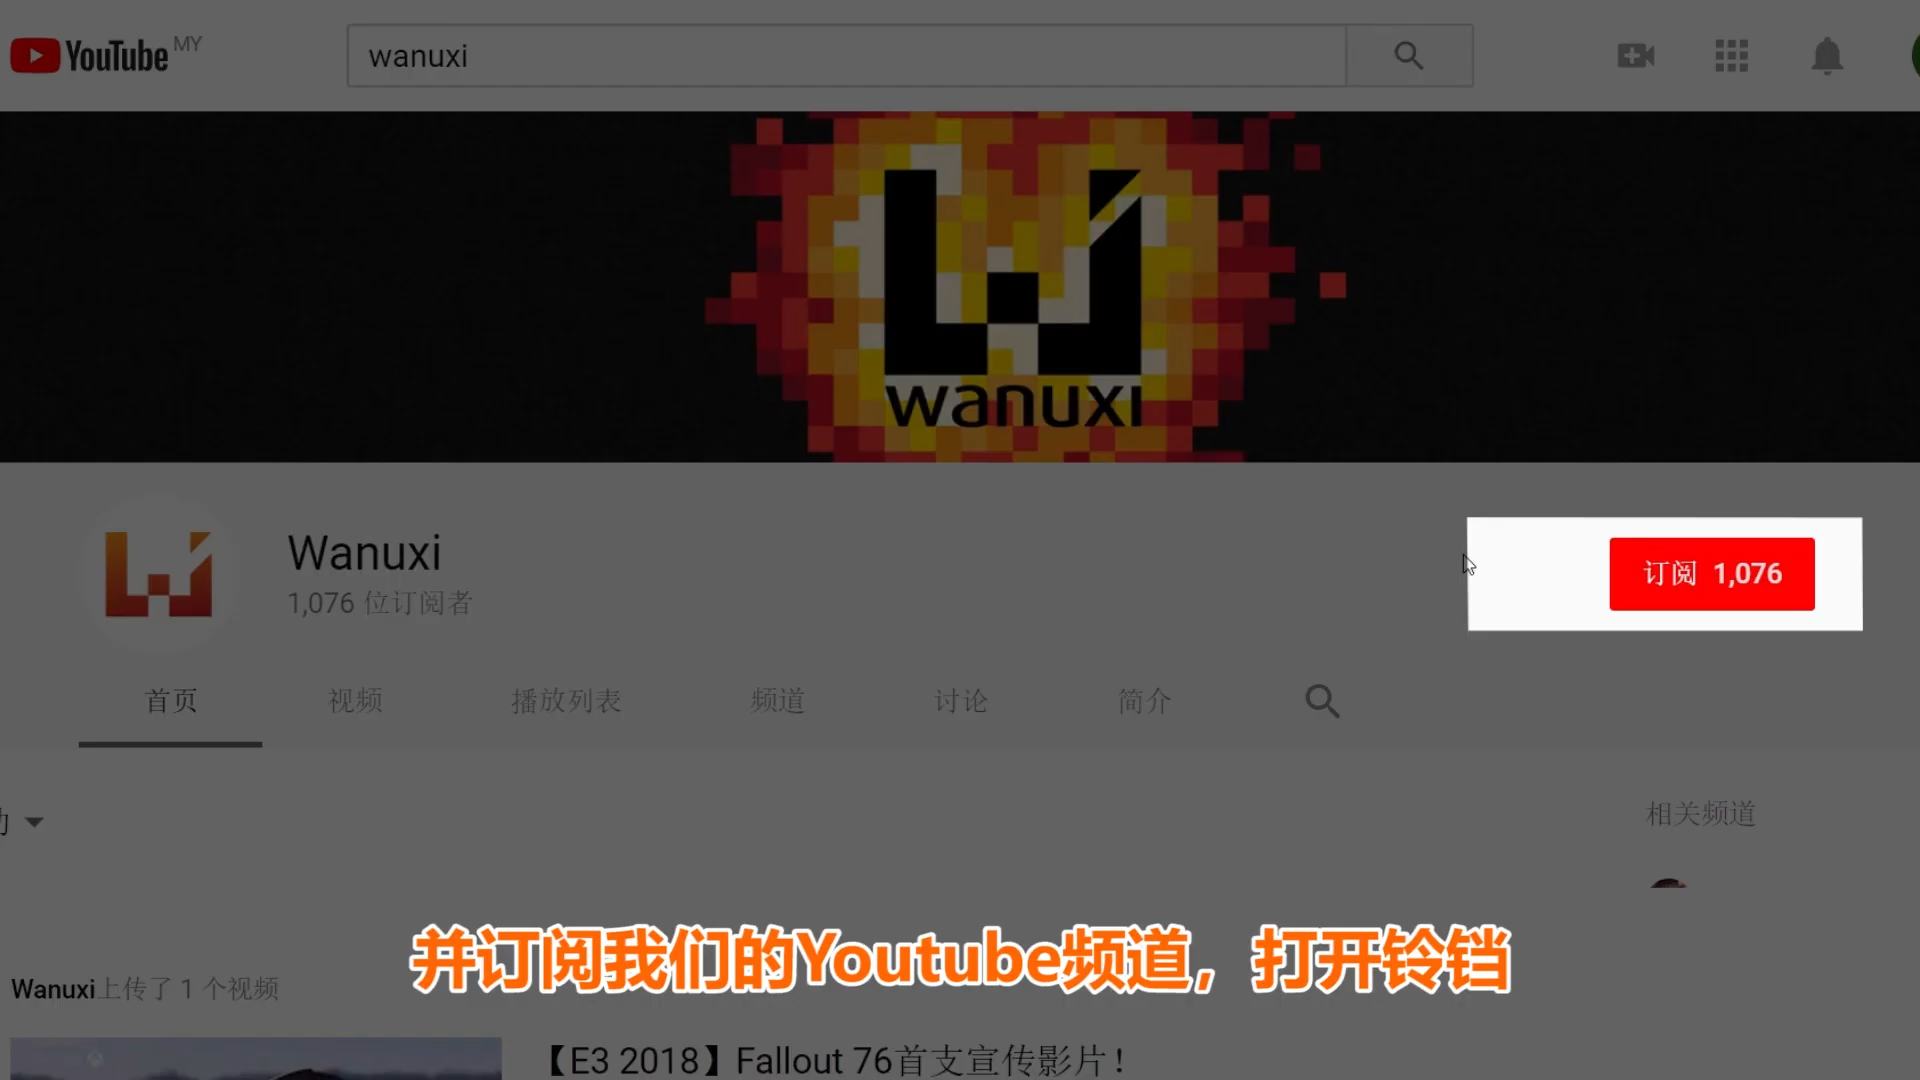 YouTube MY
wanuxi
wanuxi
Wanuxi
1,076 位订阅者
订阅 1,076
首页 视频 播放列表 频道 讨论 简介
相关频道
并订阅我们的Youtube频道，打开铃铛
Wanuxi上传了 1 个视频
【E3 2018】Fallout 76首支宣传影片！